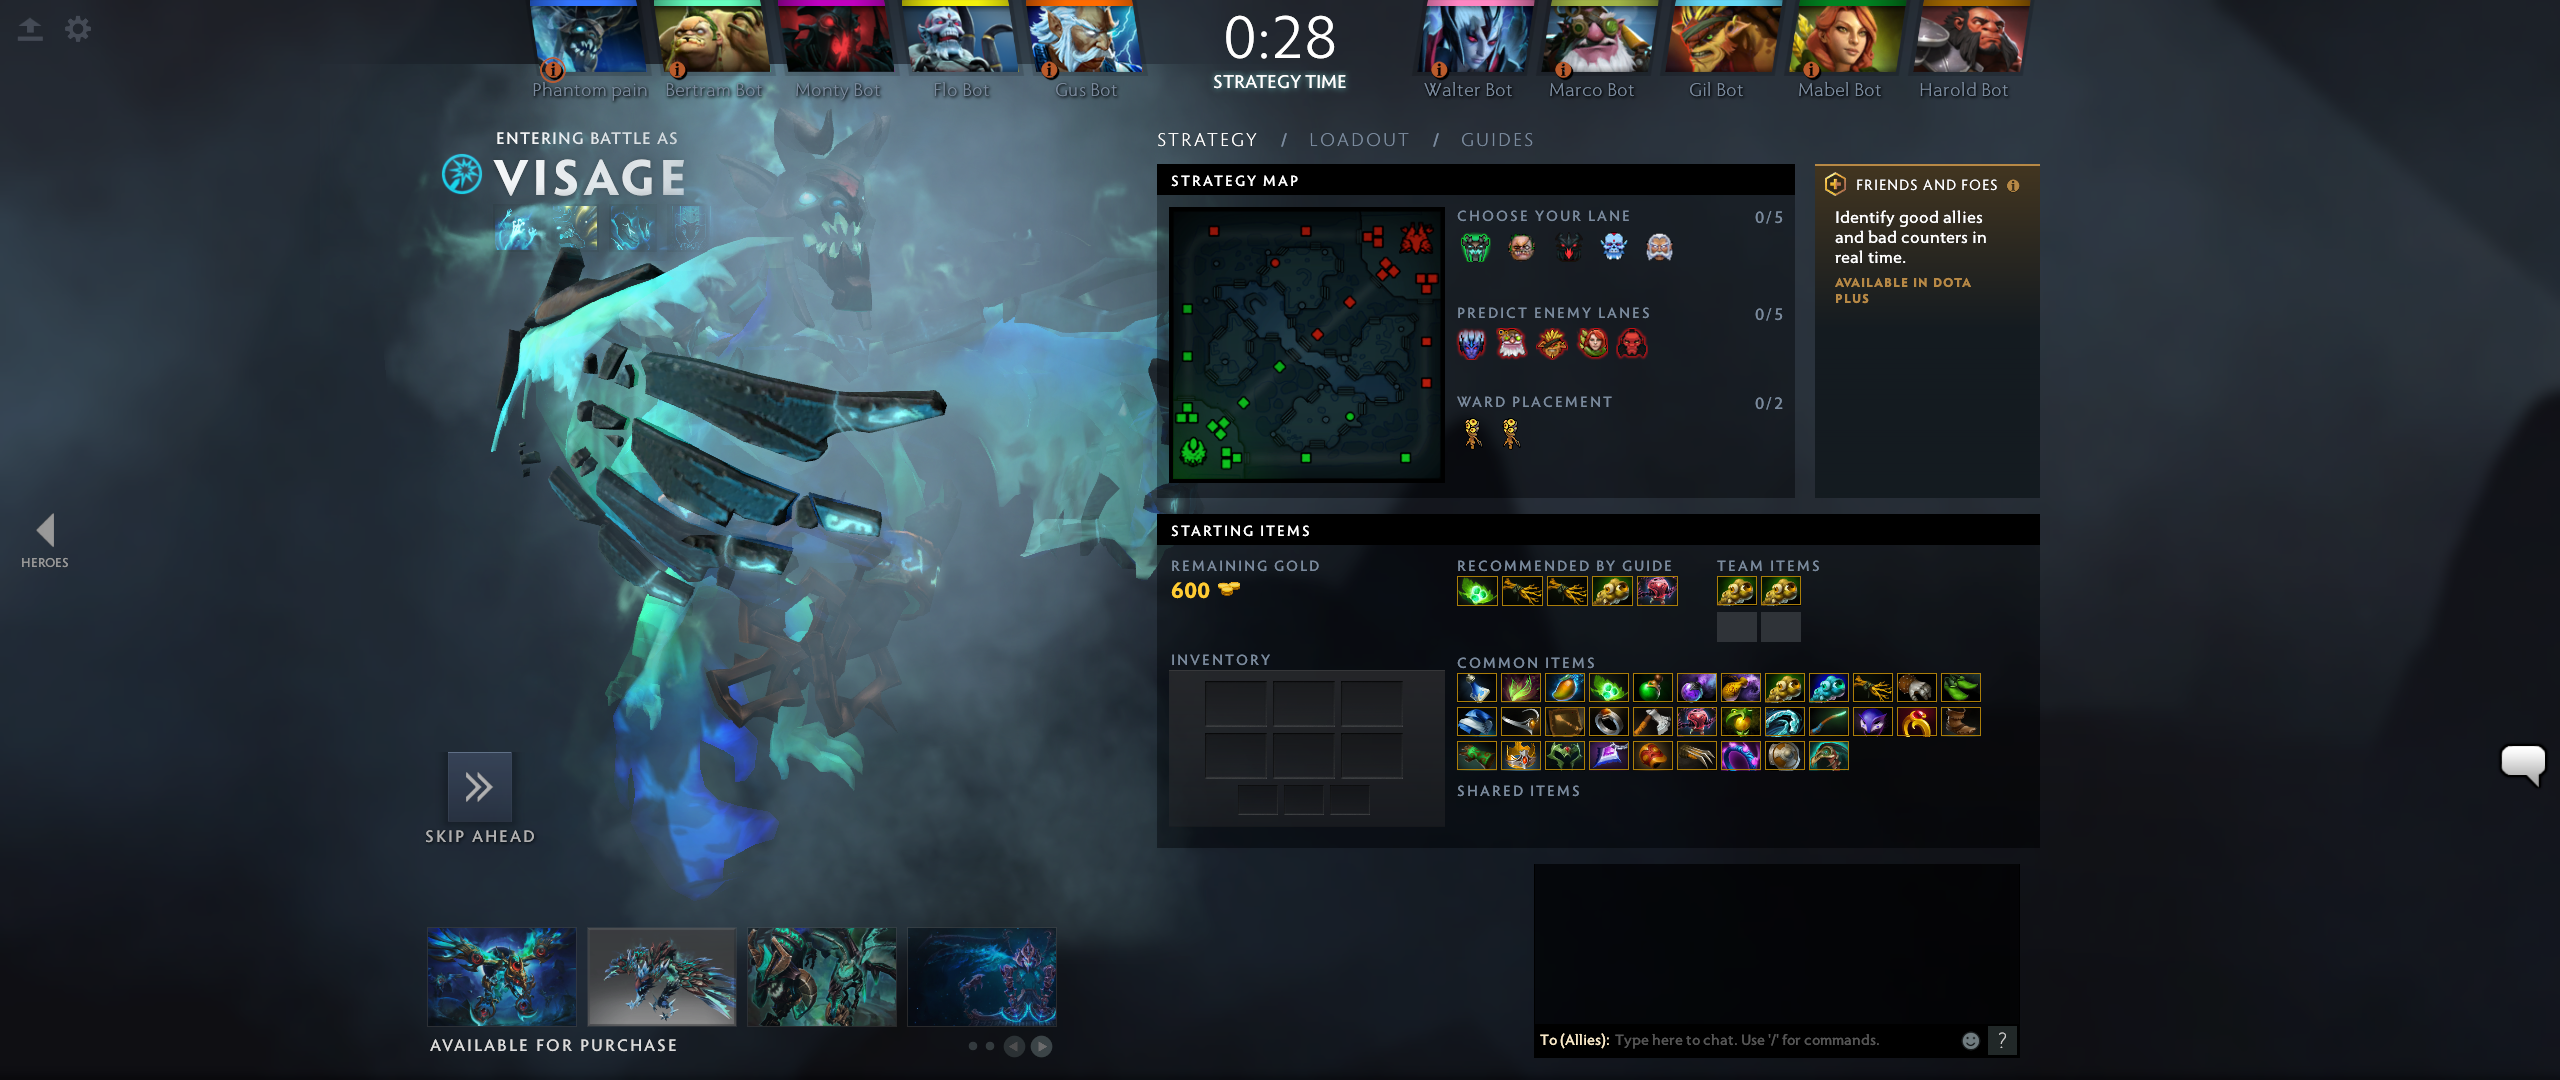 0:28
STRATEGY TIME
Phantom pain
Bertram Bot
Monty Bot
Flo Bot
Gus Bot
Walter Bot
Marco Bot
Gil Bot
Mabel Bot
Harold Bot
ENTERING BATTLE AS
VISAGE
HEROES
SKIP AHEAD
AVAILABLE FOR PURCHASE
STRATEGY / LOADOUT / GUIDES
STRATEGY MAP
CHOOSE YOUR LANE 0/5
PREDICT ENEMY LANES 0/5
WARD PLACEMENT 0/2
FRIENDS AND FOES
Identify good allies
and bad counters in
real time.
AVAILABLE IN DOTA
PLUS
STARTING ITEMS
REMAINING GOLD
600
RECOMMENDED BY GUIDE
TEAM ITEMS
INVENTORY
COMMON ITEMS
SHARED ITEMS
To (Allies): Type here to chat. Use '/' for commands.
?